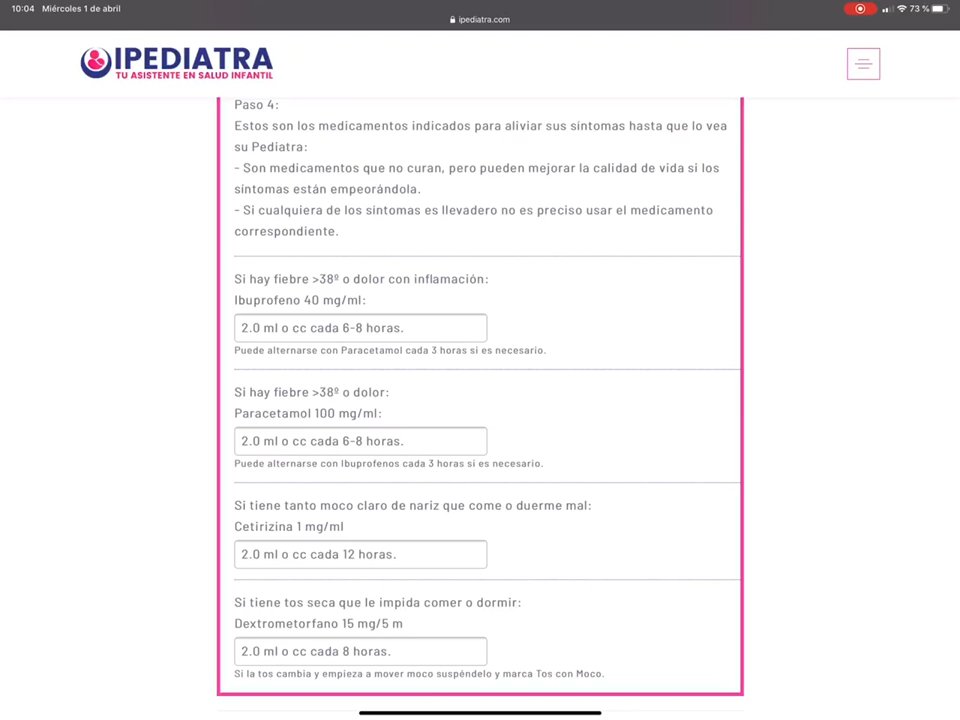 10:04 Miércoles 1 de abril
73 %
ipediatra.com
IPEDIATRA
TU ASISTENTE EN SALUD INFANTIL
Paso 4:
Estos son los medicamentos indicados para aliviar sus síntomas hasta que lo vea
su Pediatra:
- Son medicamentos que no curan, pero pueden mejorar la calidad de vida si los
síntomas están empeorándola.
- Si cualquiera de los síntomas es llevadero no es preciso usar el medicamento
correspondiente.
Si hay fiebre >38º o dolor con inflamación:
Ibuprofeno 40 mg/ml:
2.0 ml o cc cada 6-8 horas.
Puede alternarse con Paracetamol cada 3 horas si es necesario.
Si hay fiebre >38º o dolor:
Paracetamol 100 mg/ml:
2.0 ml o cc cada 6-8 horas.
Puede alternarse con Ibuprofenos cada 3 horas si es necesario.
Si tiene tanto moco claro de nariz que come o duerme mal:
Cetirizina 1 mg/ml
2.0 ml o cc cada 12 horas.
Si tiene tos seca que le impida comer o dormir:
Dextrometorfano 15 mg/5 m
2.0 ml o cc cada 8 horas.
Si la tos cambia y empieza a mover moco suspéndelo y marca Tos con Moco.